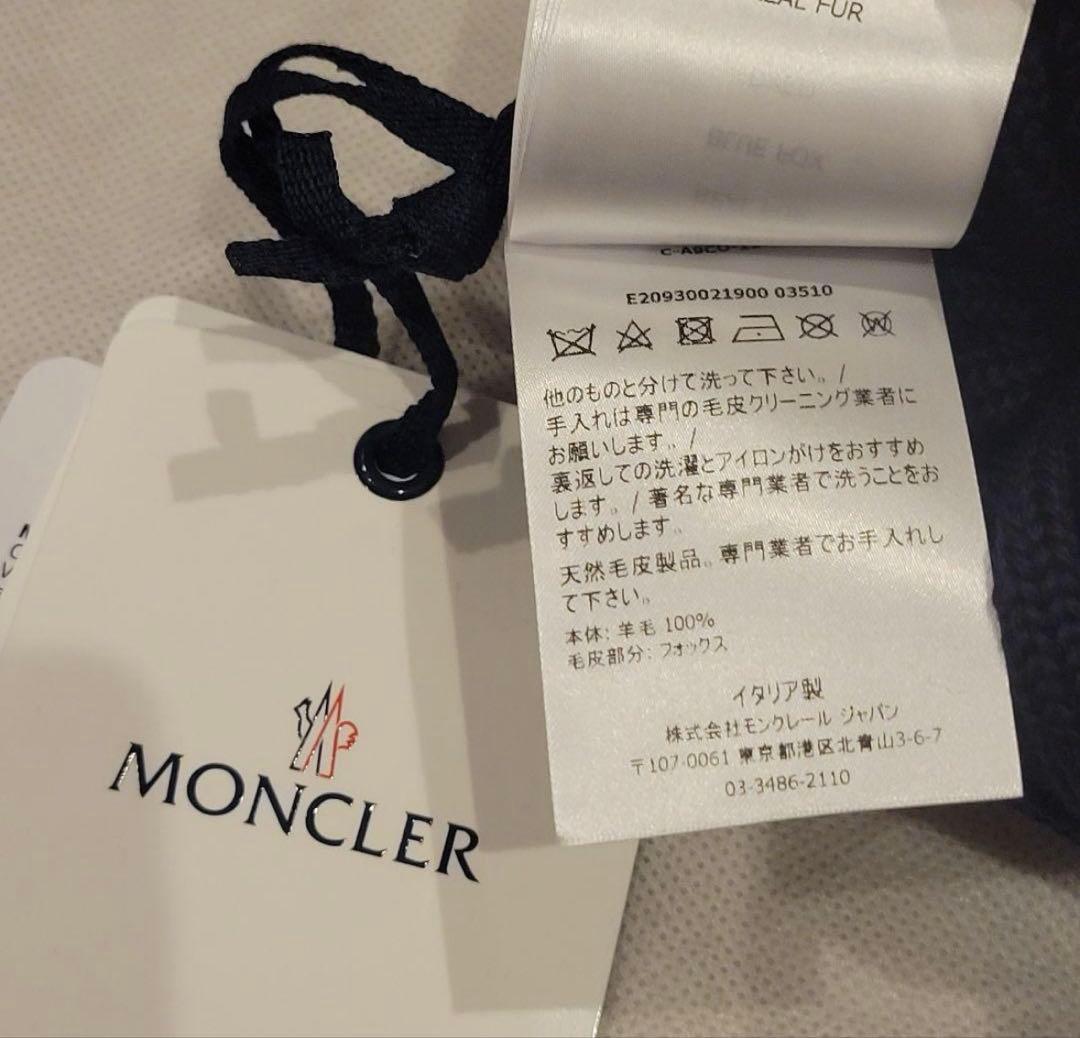 FUR
E20930021900 03510
他のものと分けて洗って下さい。/
手入れは専門の毛皮クリーニング業者に
お願いします。/
裏返しての洗濯とアイロンがけをおすすめ
します。/ 著名な専門業者で洗うことをお
すすめします。
天然毛皮製品。専門業者でお手入れし
て下さい。
本体: 羊毛 100%
毛皮部分: フォックス
イタリア製
株式会社モンクレール ジャパン
〒107-0061 東京都港区北青山3-6-7
03-3486-2110
MONCLER